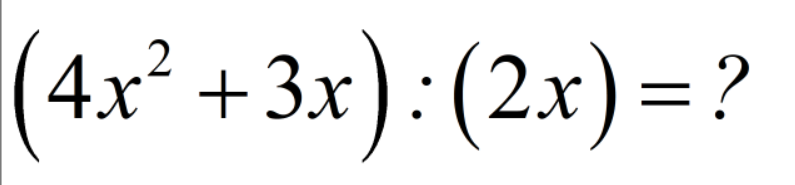 (4x² + 3x) : (2x) = ?